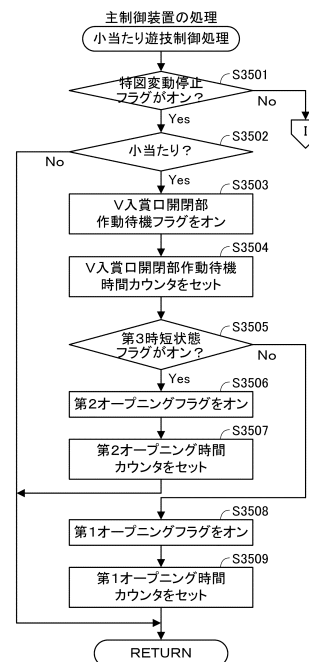 主制御装置の処理
小当たり遊技制御処理
S3501
特図変動停止
フラグがオン？
No
I
Yes
S3502
小当たり？
No
Yes
S3503
V入賞口開閉部
作動待機フラグをオン
S3504
V入賞口開閉部作動待機
時間カウンタをセット
S3505
第3時短状態
フラグがオン？
No
Yes
S3506
第2オープニングフラグをオン
S3507
第2オープニング時間
カウンタをセット
S3508
第1オープニングフラグをオン
S3509
第1オープニング時間
カウンタをセット
RETURN